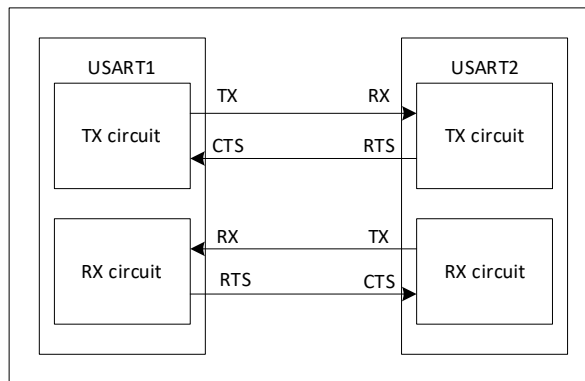 USART1 USART2
TX RX
TX circuit TX circuit
CTS RTS
RX TX
RX circuit RX circuit
RTS CTS